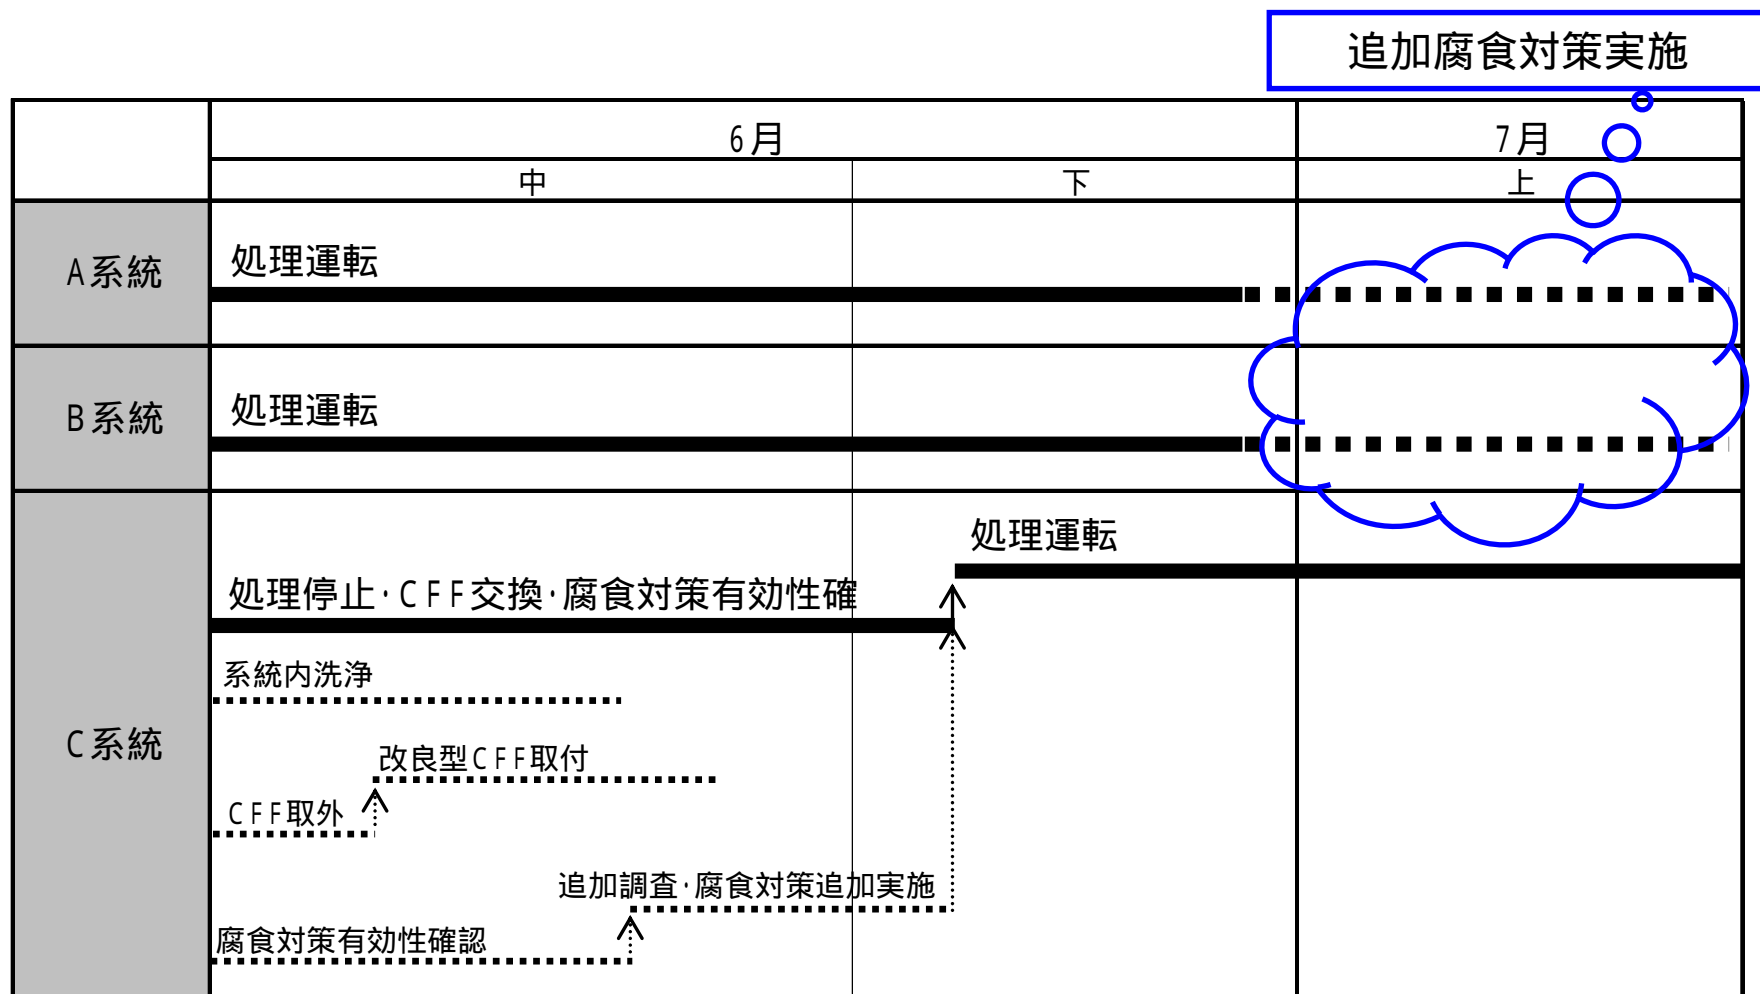 追加腐食対策実施
6月
7月
中
下
上
A系統
処理運転
B系統
処理運転
処理運転
処理停止･CFF交換･腐食対策有効性確
系統内洗浄
C系統
改良型CFF取付
CFF取外
追加調査･腐食対策追加実施
腐食対策有効性確認